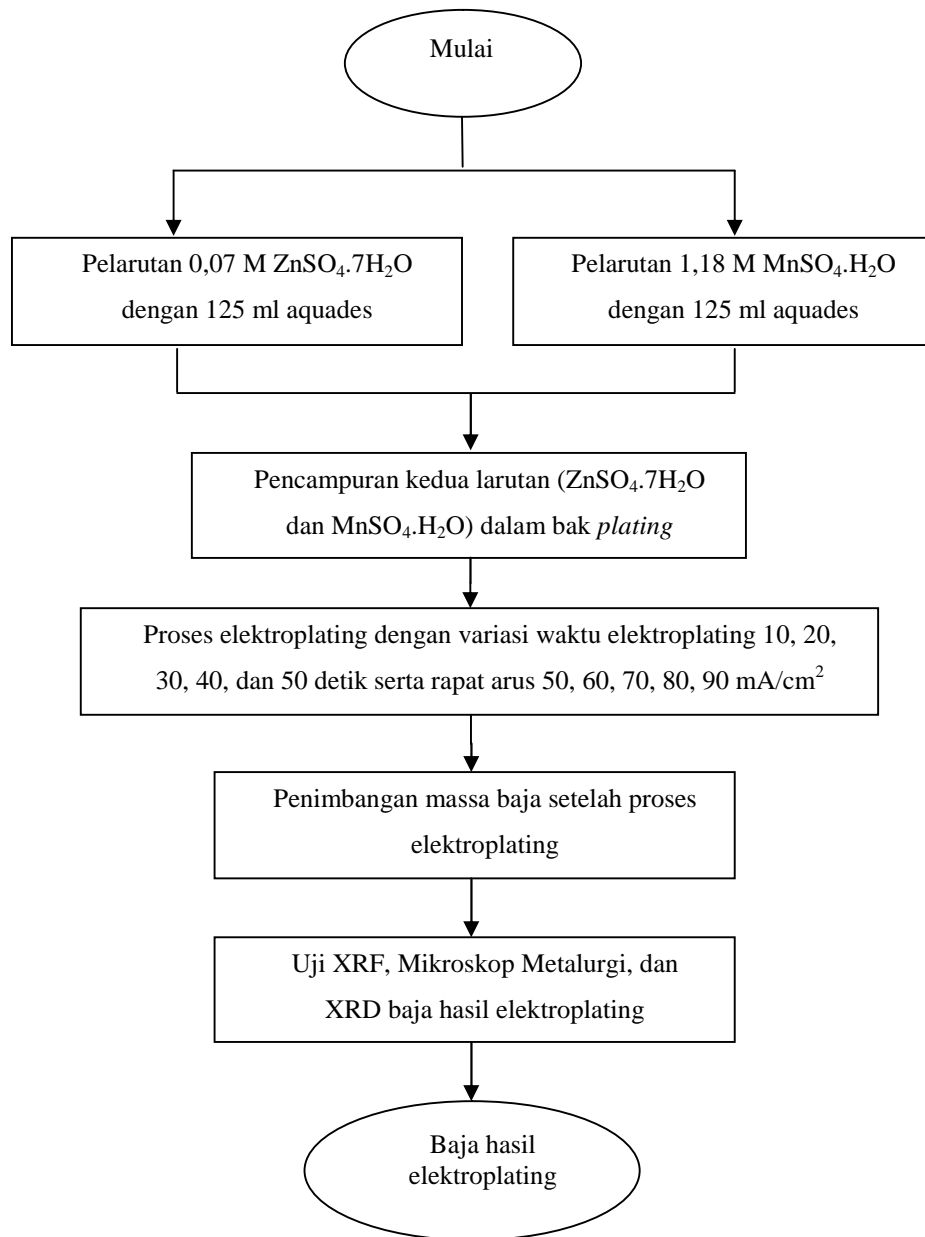 Mulai
Pelarutan 0,07 M ZnSO₄.7H₂O
dengan 125 ml aquades
Pelarutan 1,18 M MnSO₄.H₂O
dengan 125 ml aquades
Pencampuran kedua larutan (ZnSO₄.7H₂O
dan MnSO₄.H₂O) dalam bak plating
Proses elektroplating dengan variasi waktu elektroplating 10, 20,
30, 40, dan 50 detik serta rapat arus 50, 60, 70, 80, 90 mA/cm²
Penimbangan massa baja setelah proses
elektroplating
Uji XRF, Mikroskop Metalurgi, dan
XRD baja hasil elektroplating
Baja hasil
elektroplating